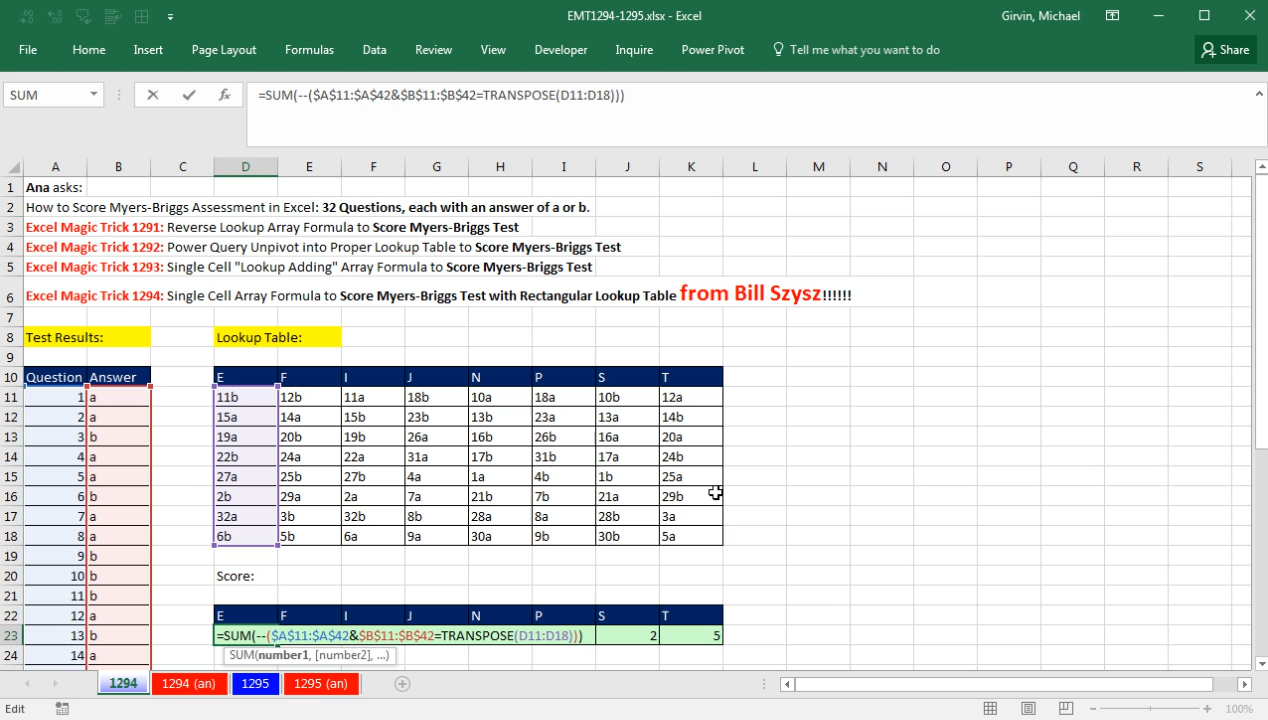 EMT1294-1295.xlsx - Excel
Girvin, Michael
File Home Insert Page Layout Formulas Data Review View Developer Inquire Power Pivot Tell me what you want to do Share
SUM fx =SUM(--($A$11:$A$42&$B$11:$B$42=TRANSPOSE(D11:D18)))
A B C D E F G H I J K L M N O P Q R S
1 Ana asks:
2 How to Score Myers-Briggs Assessment in Excel: 32 Questions, each with an answer of a or b.
3 Excel Magic Trick 1291: Reverse Lookup Array Formula to Score Myers-Briggs Test
4 Excel Magic Trick 1292: Power Query Unpivot into Proper Lookup Table to Score Myers-Briggs Test
5 Excel Magic Trick 1293: Single Cell "Lookup Adding" Array Formula to Score Myers-Briggs Test
6 Excel Magic Trick 1294: Single Cell Array Formula to Score Myers-Briggs Test with Rectangular Lookup Table from Bill Szysz!!!!!!
7
8 Test Results: Lookup Table:
9
10 Question Answer E F I J N P S T
11 1 a 11b 12b 11a 18b 10a 18a 10b 12a
12 2 a 15a 14a 15b 23b 13b 23a 13a 14b
13 3 b 19a 20b 19b 26a 16b 26b 16a 20a
14 4 a 22b 24a 22a 31a 17b 31b 17a 24b
15 5 a 27a 25b 27b 4a 1a 4b 1b 25a
16 6 b 2b 29a 2a 7a 21b 7b 21a 29b
17 7 a 32a 3b 32b 8b 28a 8a 28b 3a
18 8 a 6b 5b 6a 9a 30a 9b 30b 5a
19 9 b
20 10 b Score:
21 11 b
22 12 a E F I J N P S T
23 13 b =SUM(--($A$11:$A$42&$B$11:$B$42=TRANSPOSE(D11:D18))) 2 5
24 14 a SUM(number1, [number2], ...)
1294 1294 (an) 1295 1295 (an)
Edit 100%